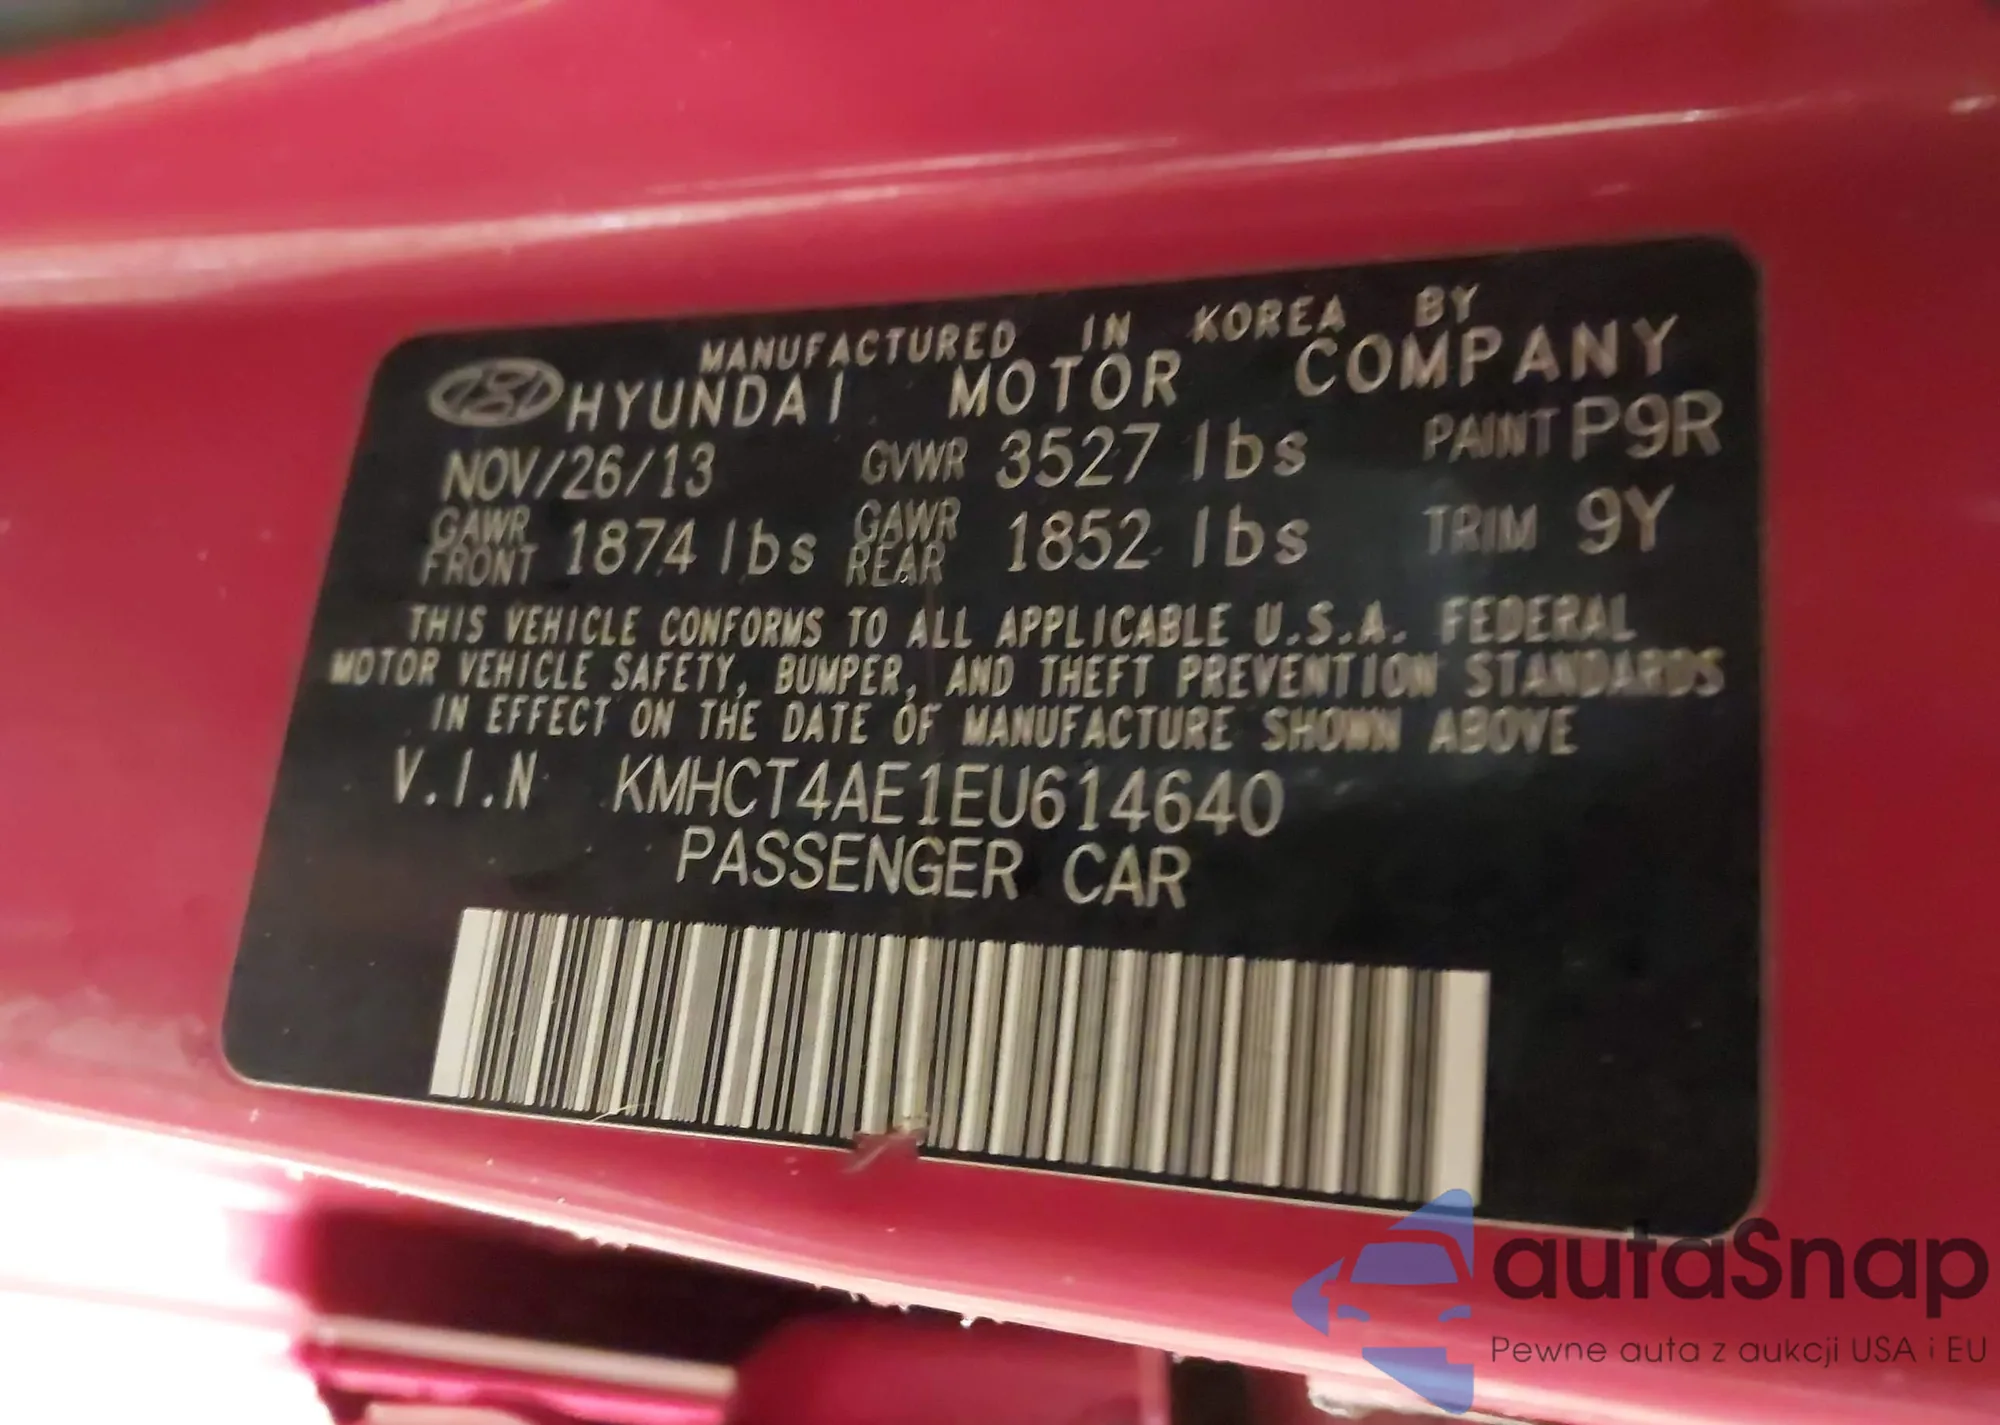 MANUFACTURED IN KOREA BY
HYUNDAI MOTOR COMPANY
NOV/26/13 GVWR 3527 lbs PAINT P9R
GAWR FRONT 1874 lbs GAWR REAR 1852 lbs TRIM 9Y
THIS VEHICLE CONFORMS TO ALL APPLICABLE U.S.A. FEDERAL
MOTOR VEHICLE SAFETY, BUMPER, AND THEFT PREVENTION STANDARDS
IN EFFECT ON THE DATE OF MANUFACTURE SHOWN ABOVE
V.I.N KMHCT4AE1EU614640
PASSENGER CAR
autaSnap
Pewne auta z aukcji USA i EU